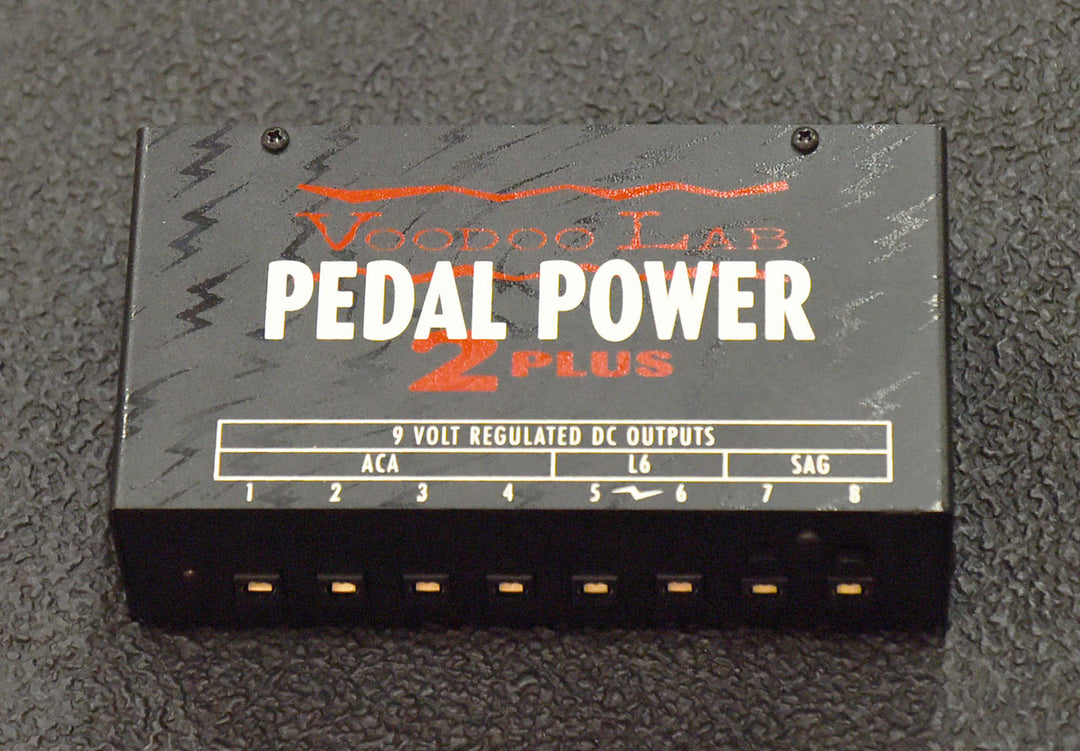 VOODOO LAB
PEDAL POWER
2 PLUS
9 VOLT REGULATED DC OUTPUTS
ACA L6 SAG
1 2 3 4 5 6 7 8